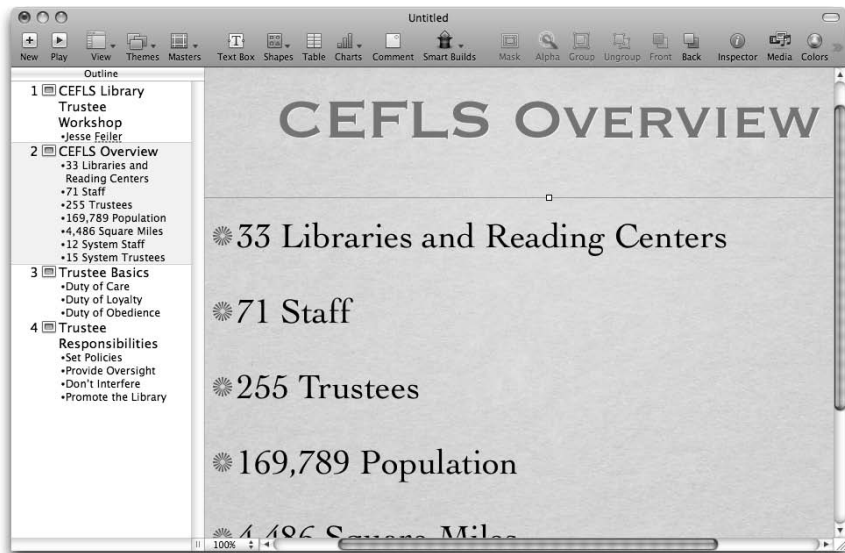 Untitled
New Play View Themes Masters Text Box Shapes Table Charts Comment Smart Builds Mask Alpha Group Ungroup Front Back Inspector Media Colors
Outline
1 CEFLS Library
Trustee
Workshop
•Jesse Feiler
2 CEFLS Overview
•33 Libraries and
Reading Centers
•71 Staff
•255 Trustees
•169,789 Population
•4,486 Square Miles
•12 System Staff
•15 System Trustees
3 Trustee Basics
•Duty of Care
•Duty of Loyalty
•Duty of Obedience
4 Trustee
Responsibilities
•Set Policies
•Provide Oversight
•Don't Interfere
•Promote the Library
CEFLS Overview
33 Libraries and Reading Centers
71 Staff
255 Trustees
169,789 Population
4,486 Square Miles
100%